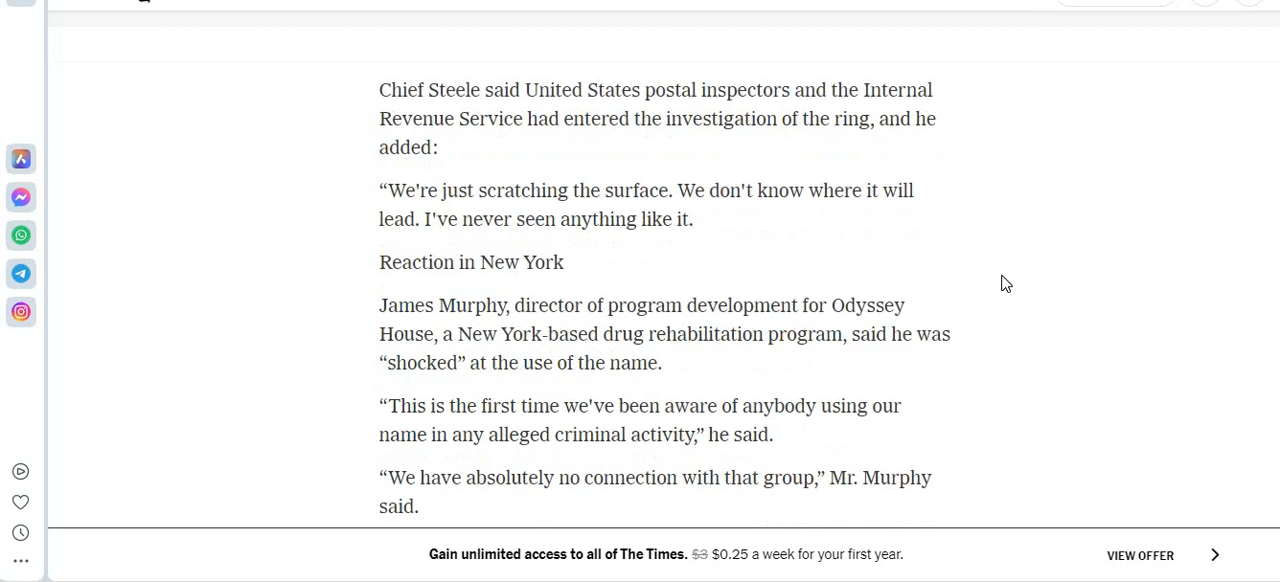 Chief Steele said United States postal inspectors and the Internal
Revenue Service had entered the investigation of the ring, and he
added:
“We're just scratching the surface. We don't know where it will
lead. I've never seen anything like it.
Reaction in New York
James Murphy, director of program development for Odyssey
House, a New York-based drug rehabilitation program, said he was
“shocked” at the use of the name.
“This is the first time we've been aware of anybody using our
name in any alleged criminal activity,” he said.
“We have absolutely no connection with that group,” Mr. Murphy
said.
Gain unlimited access to all of The Times. $3 $0.25 a week for your first year.
VIEW OFFER